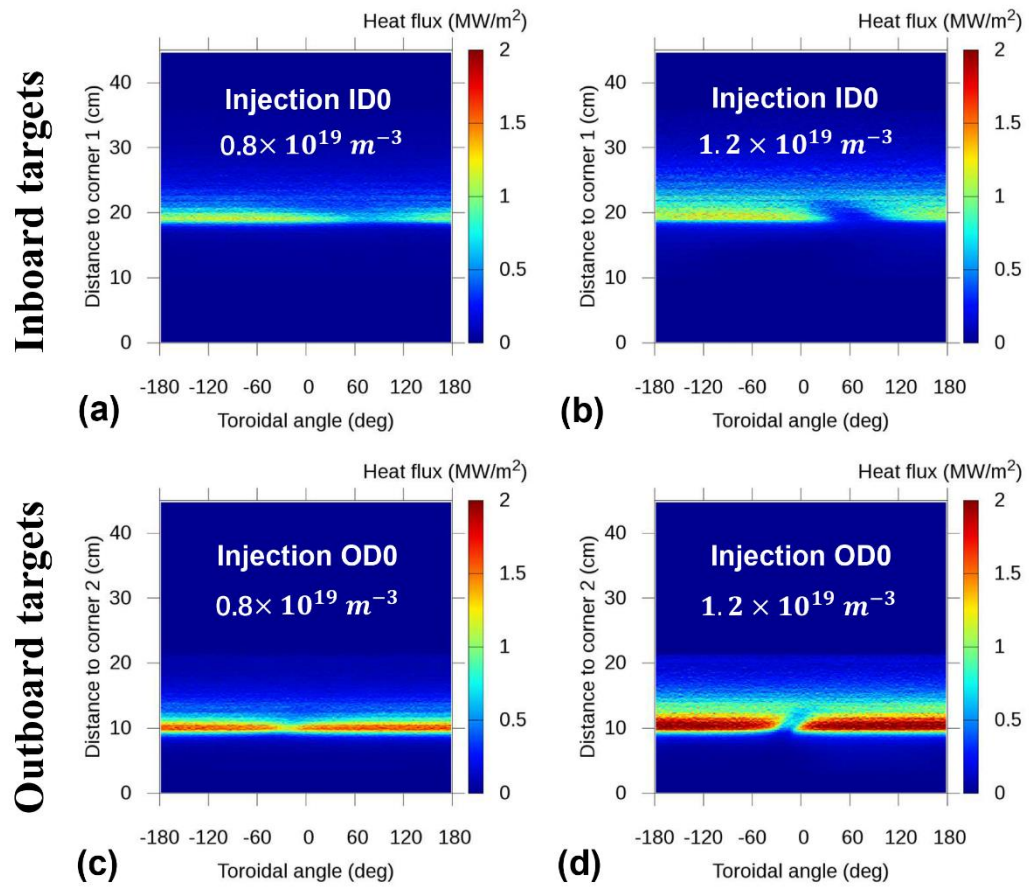 Inboard targets
Heat flux (MW/m²)
Distance to corner 1 (cm)
40
30
20
10
0
Injection ID0
0.8× 10¹⁹ m⁻³
2
1.5
1
0.5
0
-180 -120 -60 0 60 120 180
(a)
Toroidal angle (deg)
Heat flux (MW/m²)
Distance to corner 1 (cm)
40
30
20
10
0
Injection ID0
1.2 × 10¹⁹ m⁻³
2
1.5
1
0.5
0
-180 -120 -60 0 60 120 180
(b)
Toroidal angle (deg)
Outboard targets
Heat flux (MW/m²)
Distance to corner 2 (cm)
40
30
20
10
0
Injection OD0
0.8× 10¹⁹ m⁻³
2
1.5
1
0.5
0
-180 -120 -60 0 60 120 180
(c)
Toroidal angle (deg)
Heat flux (MW/m²)
Distance to corner 2 (cm)
40
30
20
10
0
Injection OD0
1.2 × 10¹⁹ m⁻³
2
1.5
1
0.5
0
-180 -120 -60 0 60 120 180
(d)
Toroidal angle (deg)